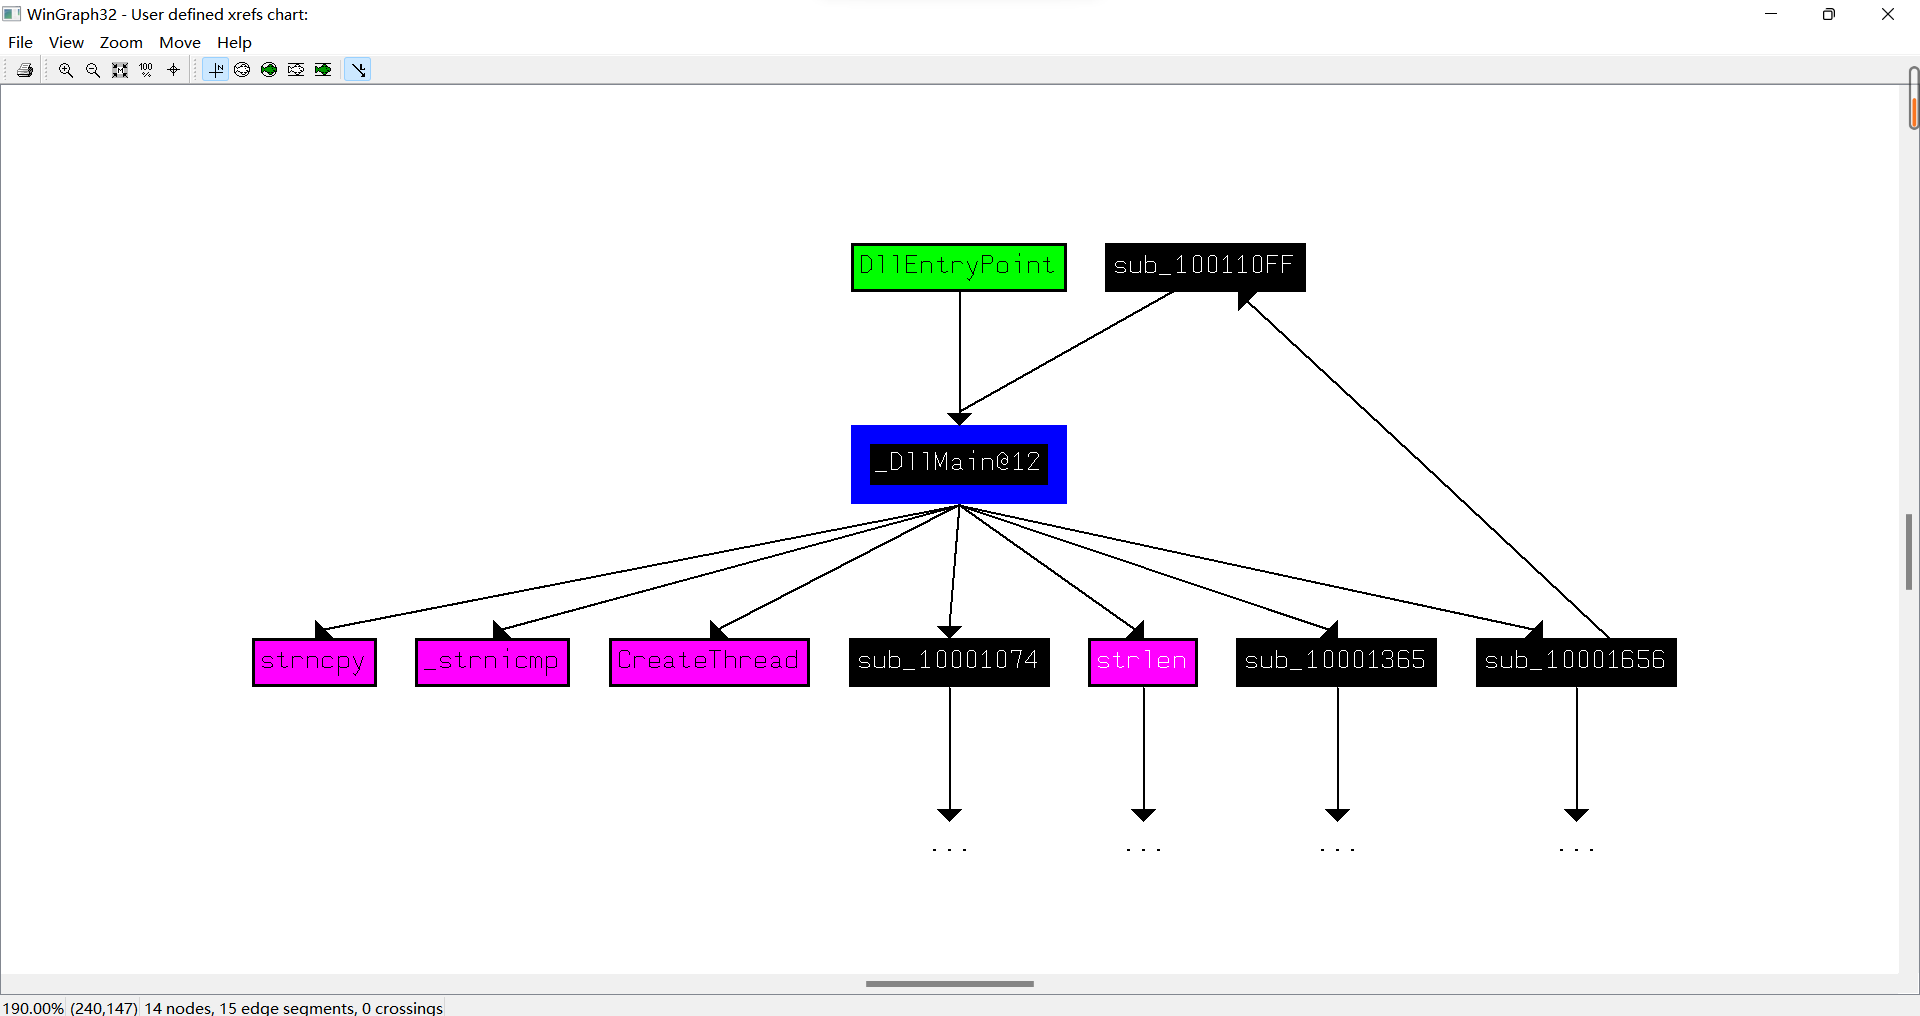 WinGraph32 - User defined xrefs chart:
File View Zoom Move Help
100%
N
DllEntryPoint
sub_100110FF
_DllMain@12
strncpy
_strnicmp
CreateThread
sub_10001074
strlen
sub_10001365
sub_10001656
...
...
...
...
190.00% (240,147) 14 nodes, 15 edge segments, 0 crossings